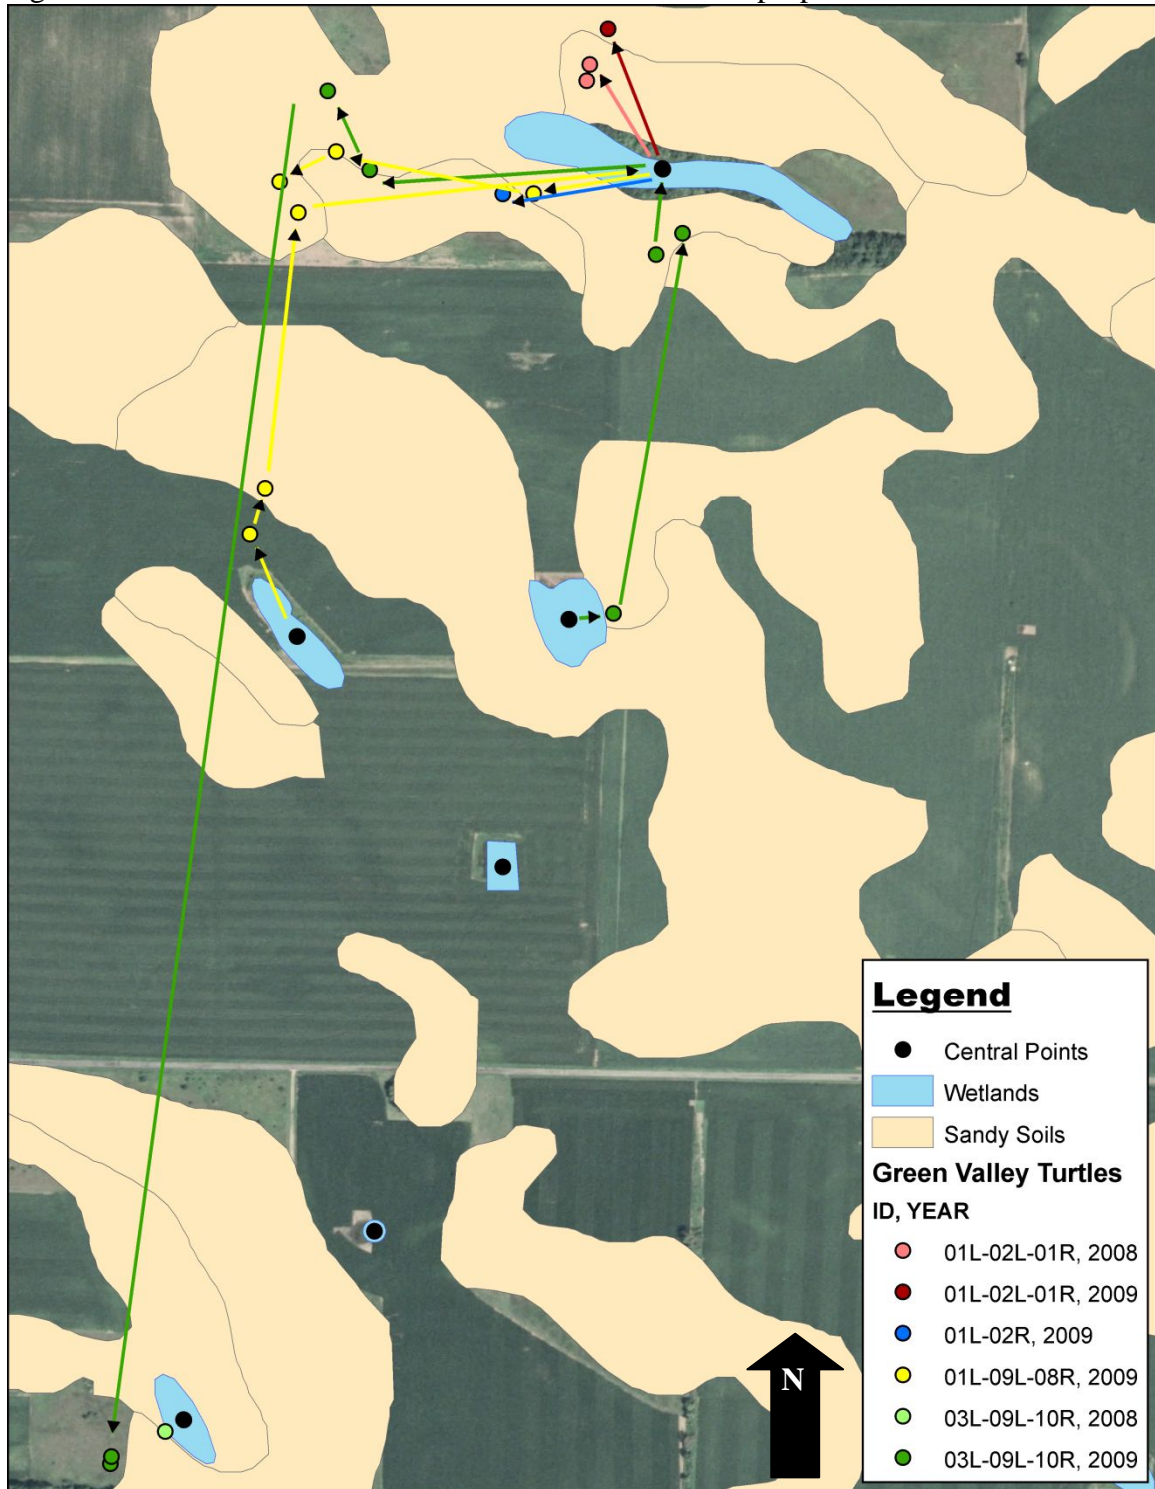 N
Legend
Central Points
Wetlands
Sandy Soils
Green Valley Turtles
ID, YEAR
01L-02L-01R, 2008
01L-02L-01R, 2009
01L-02R, 2009
01L-09L-08R, 2009
03L-09L-10R, 2008
03L-09L-10R, 2009